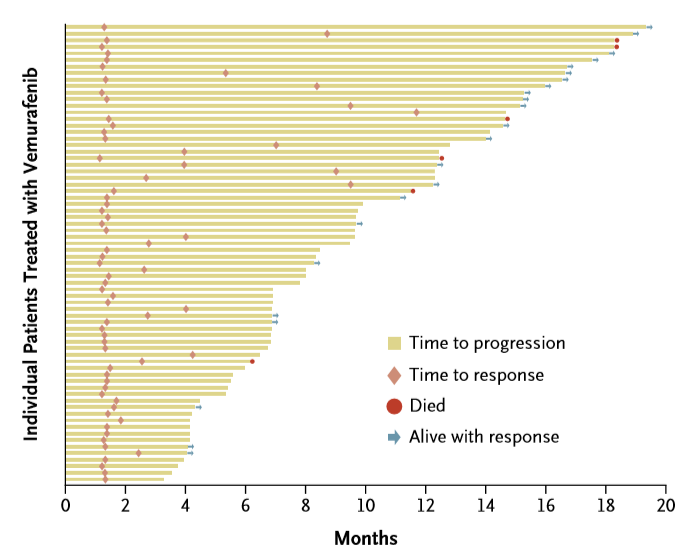 Individual Patients Treated with Vemurafenib
Time to progression
Time to response
Died
Alive with response
0 2 4 6 8 10 12 14 16 18 20
Months